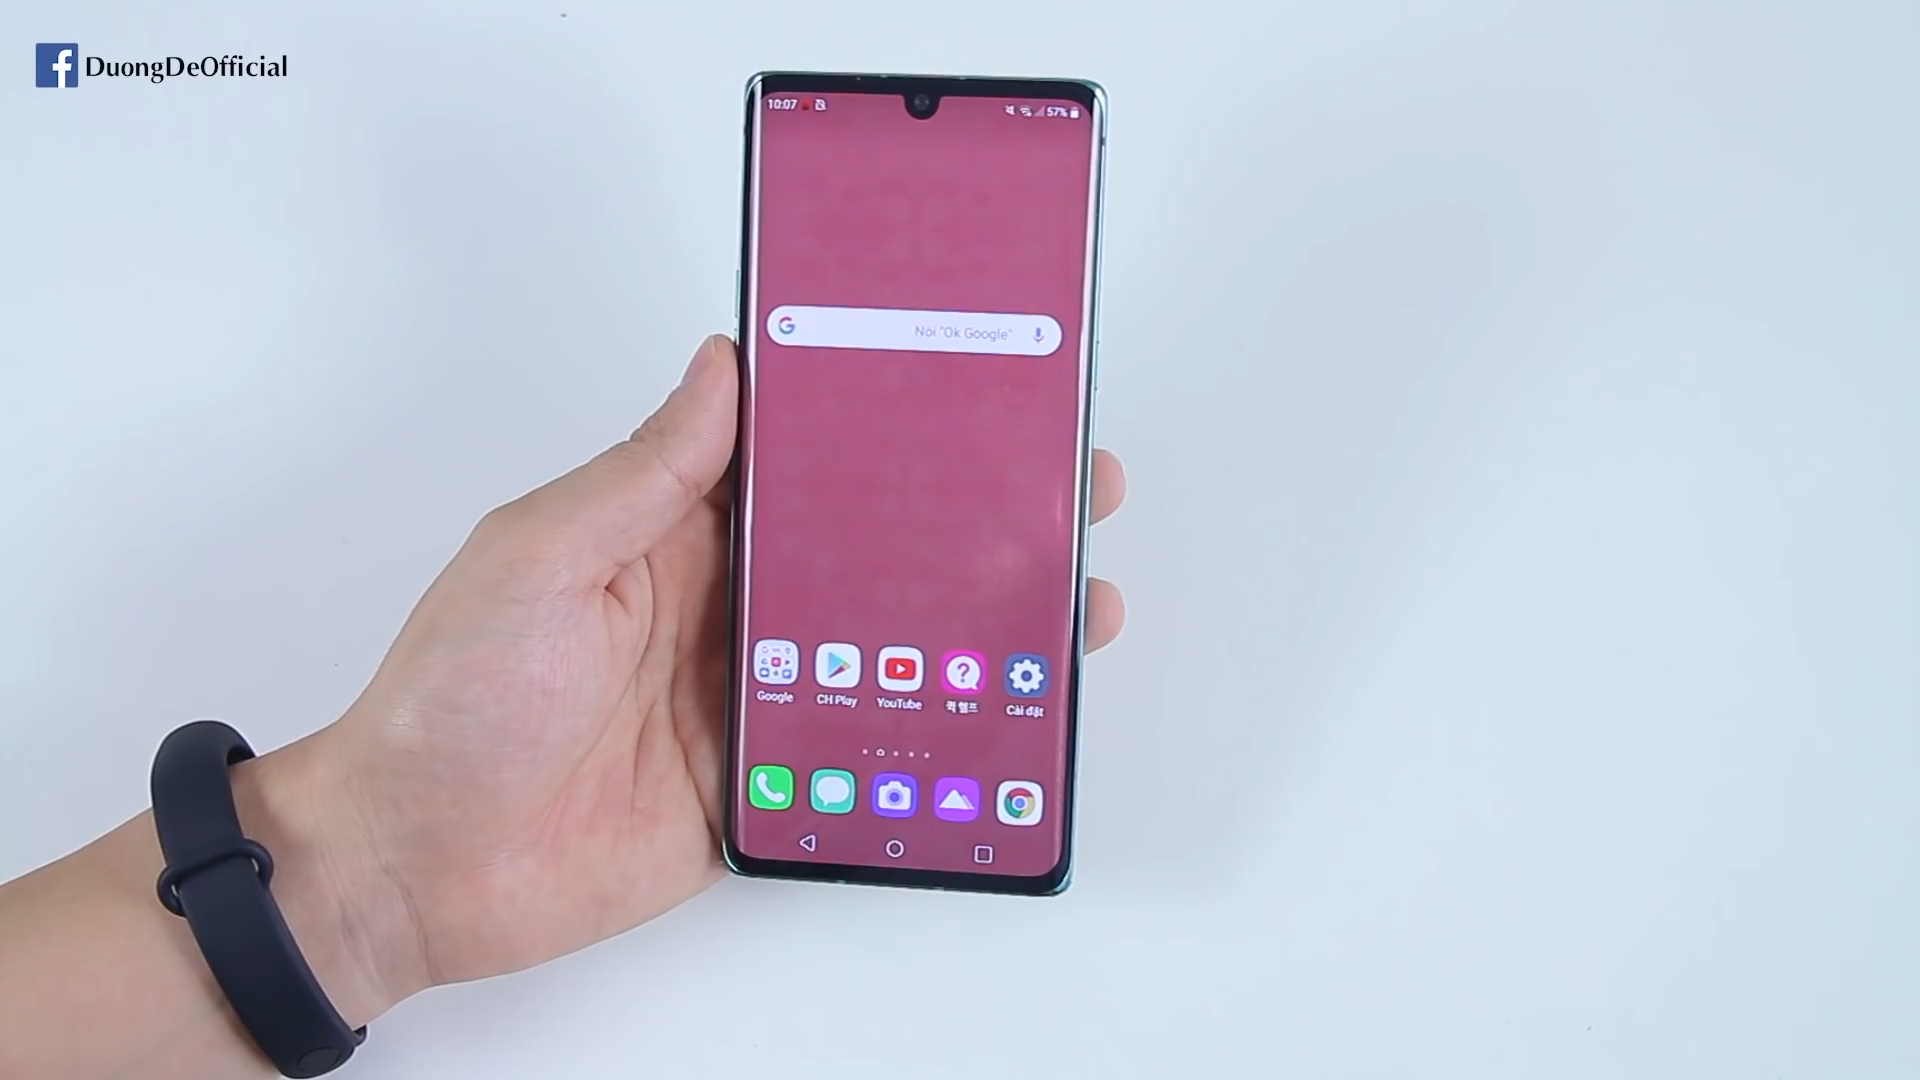 DuongDeOfficial
10:07
57%
Nói "Ok Google"
Google
CH Play
YouTube
퀵 헬프
Cài đặt